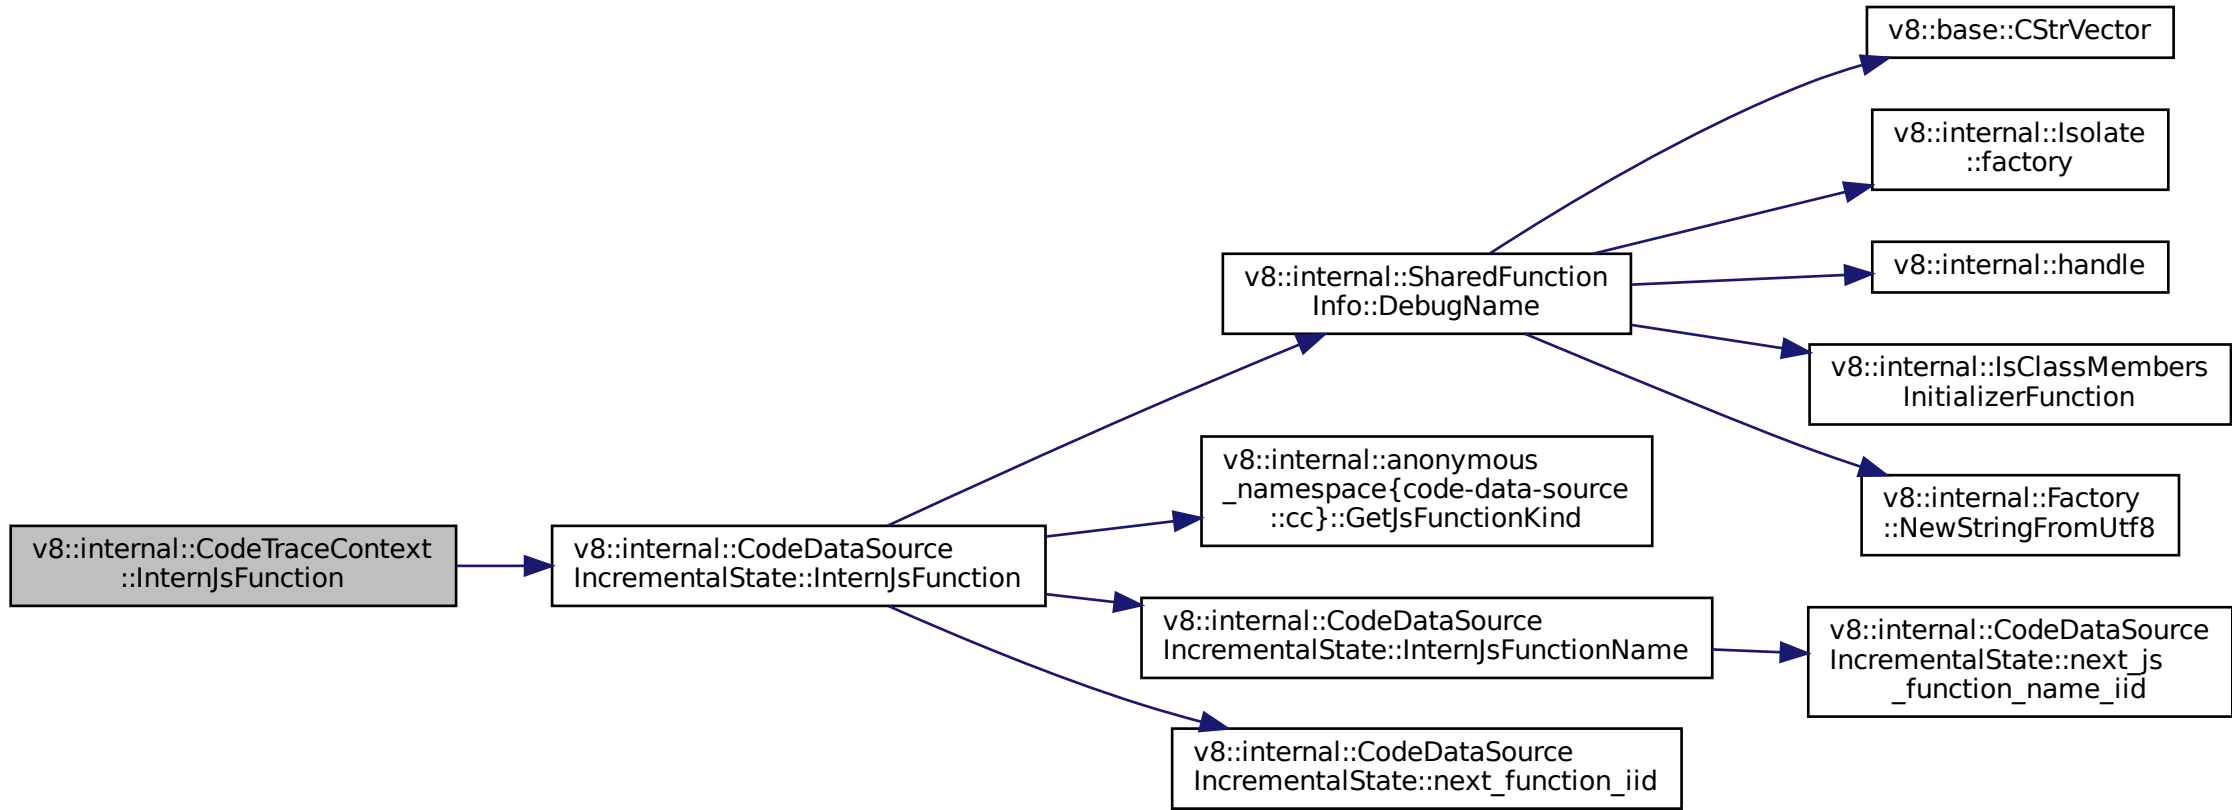 v8::internal::CodeTraceContext
::InternJsFunction
v8::internal::CodeDataSource
IncrementalState::InternJsFunction
v8::internal::SharedFunction
Info::DebugName
v8::base::CStrVector
v8::internal::Isolate
::factory
v8::internal::handle
v8::internal::IsClassMembers
InitializerFunction
v8::internal::Factory
::NewStringFromUtf8
v8::internal::anonymous
_namespace{code-data-source
::cc}::GetJsFunctionKind
v8::internal::CodeDataSource
IncrementalState::InternJsFunctionName
v8::internal::CodeDataSource
IncrementalState::next_js
_function_name_iid
v8::internal::CodeDataSource
IncrementalState::next_function_iid